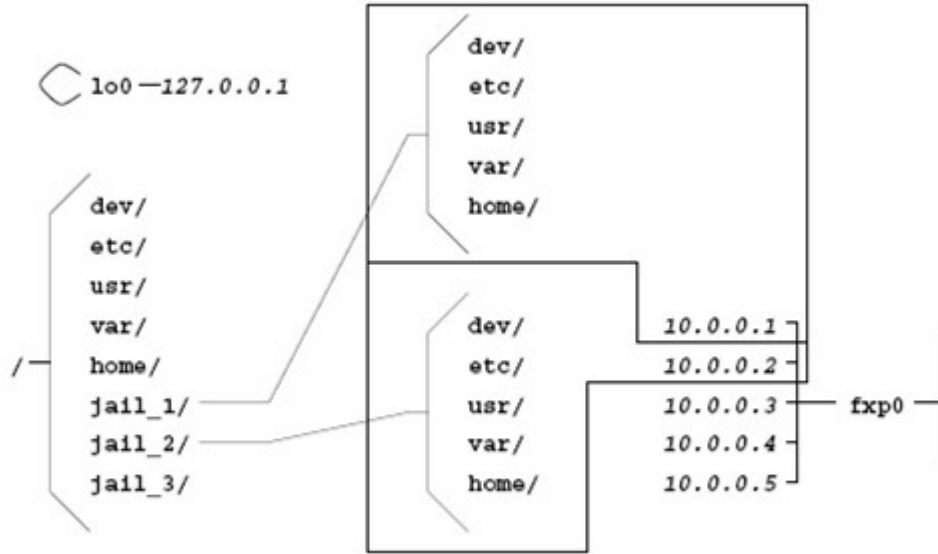 lo0 127.0.0.1
/
dev/
etc/
usr/
var/
home/
jail_1/
jail_2/
jail_3/
dev/
etc/
usr/
var/
home/
dev/
etc/
usr/
var/
home/
10.0.0.1
10.0.0.2
10.0.0.3
10.0.0.4
10.0.0.5
fxp0